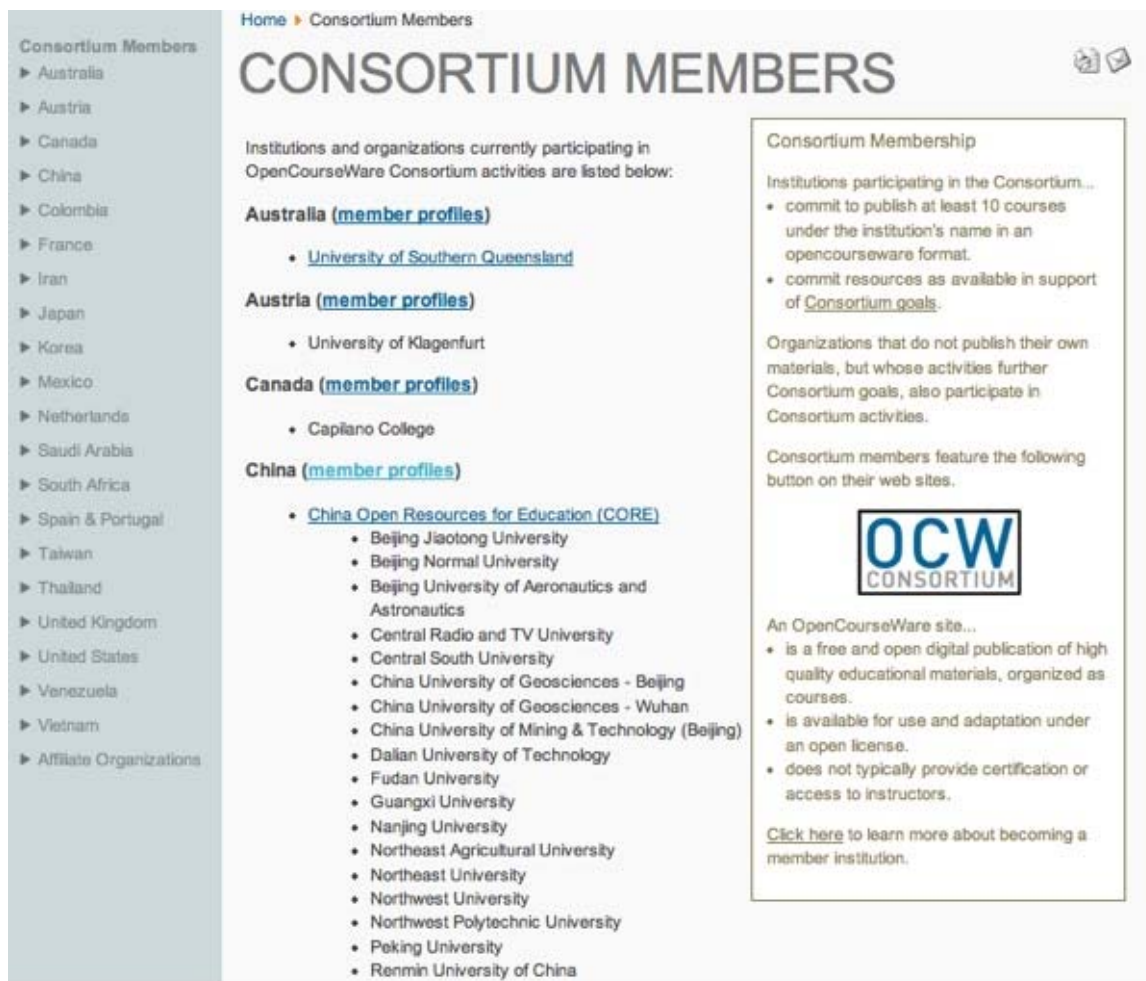 Home ▸ Consortium Members
Consortium Members
▶ Australia
▶ Austria
▶ Canada
▶ China
▶ Colombia
▶ France
▶ Iran
▶ Japan
▶ Korea
▶ Mexico
▶ Netherlands
▶ Saudi Arabia
▶ South Africa
▶ Spain & Portugal
▶ Taiwan
▶ Thailand
▶ United Kingdom
▶ United States
▶ Venezuela
▶ Vietnam
▶ Affiliate Organizations
CONSORTIUM MEMBERS
Institutions and organizations currently participating in
OpenCourseWare Consortium activities are listed below:
Australia (member profiles)
• University of Southern Queensland
Austria (member profiles)
• University of Klagenfurt
Canada (member profiles)
• Capilano College
China (member profiles)
• China Open Resources for Education (CORE)
• Beijing Jiaotong University
• Beijing Normal University
• Beijing University of Aeronautics and
Astronautics
• Central Radio and TV University
• Central South University
• China University of Geosciences - Beijing
• China University of Geosciences - Wuhan
• China University of Mining & Technology (Beijing)
• Dalian University of Technology
• Fudan University
• Guangxi University
• Nanjing University
• Northeast Agricultural University
• Northeast University
• Northwest University
• Northwest Polytechnic University
• Peking University
• Renmin University of China
Consortium Membership
Institutions participating in the Consortium...
• commit to publish at least 10 courses
under the institution's name in an
opencourseware format.
• commit resources as available in support
of Consortium goals.
Organizations that do not publish their own
materials, but whose activities further
Consortium goals, also participate in
Consortium activities.
Consortium members feature the following
button on their web sites.
OCW
CONSORTIUM
An OpenCourseWare site...
• is a free and open digital publication of high
quality educational materials, organized as
courses.
• is available for use and adaptation under
an open license.
• does not typically provide certification or
access to instructors.
Click here to learn more about becoming a
member institution.